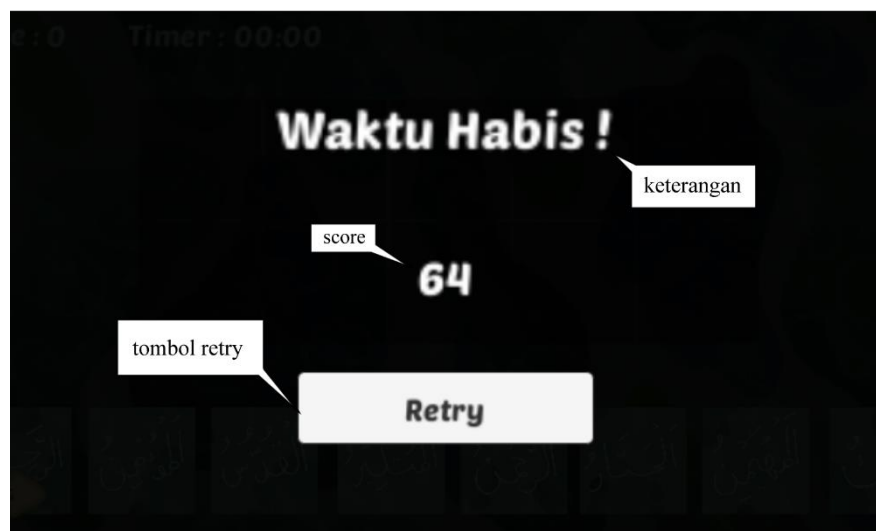 e : 0 Timer : 00:00
Waktu Habis !
keterangan
score
64
tombol retry
Retry